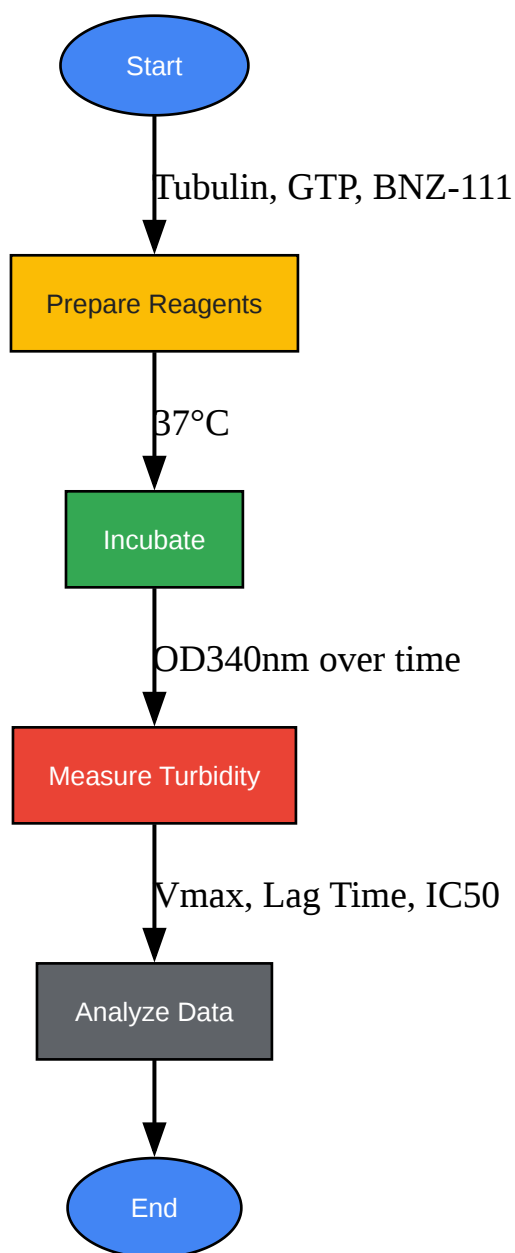 Start
Tubulin, GTP, BNZ-111
Prepare Reagents
37°C
Incubate
OD340nm over time
Measure Turbidity
Vmax, Lag Time, IC50
Analyze Data
End